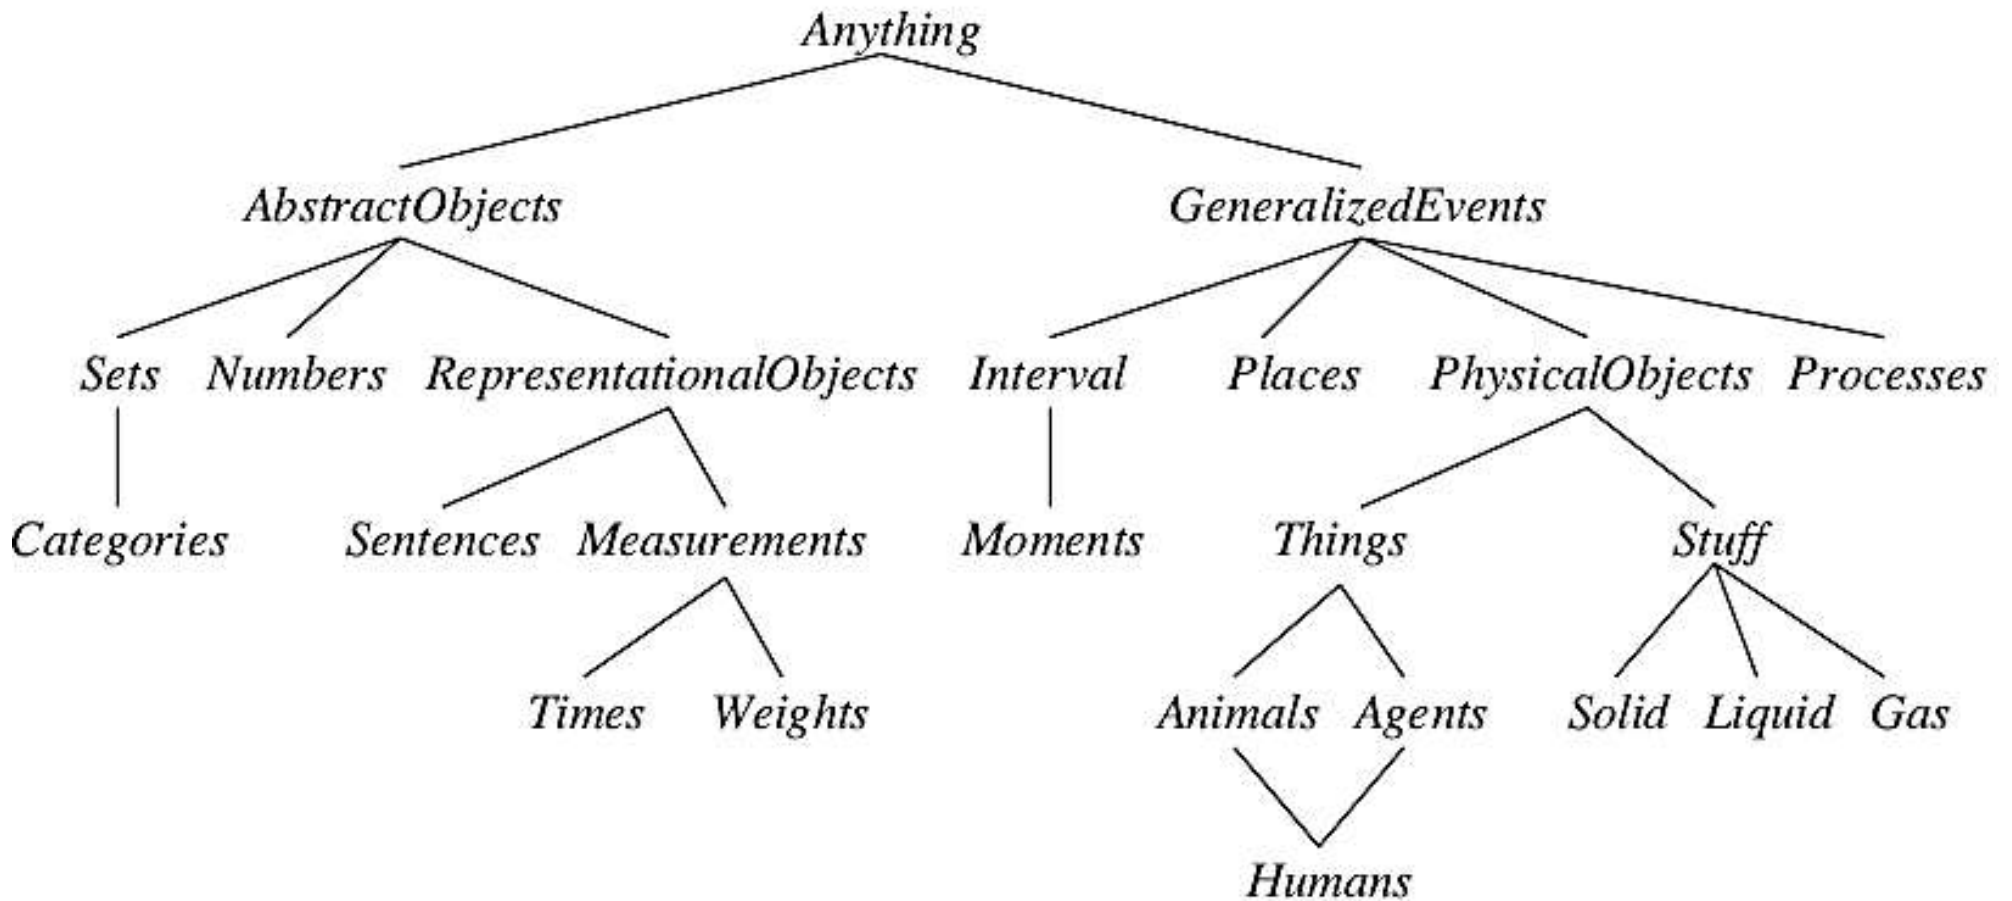 Anything
AbstractObjects GeneralizedEvents
Sets Numbers RepresentationalObjects Interval Places PhysicalObjects Processes
Categories Sentences Measurements Moments Things Stuff
Times Weights Animals Agents Solid Liquid Gas
Humans